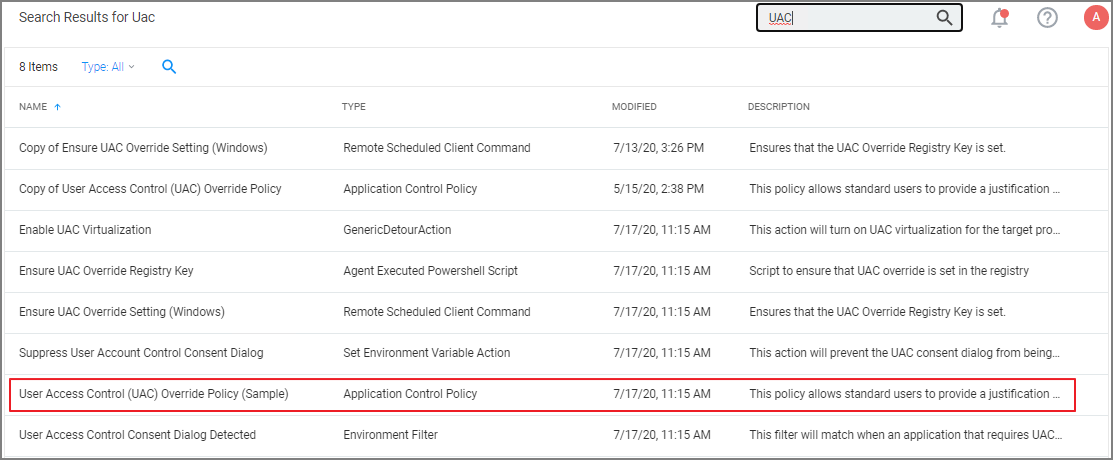 Search Results for Uac UAC A
8 Items Type: All
NAME TYPE MODIFIED DESCRIPTION
Copy of Ensure UAC Override Setting (Windows) Remote Scheduled Client Command 7/13/20, 3:26 PM Ensures that the UAC Override Registry Key is set.
Copy of User Access Control (UAC) Override Policy Application Control Policy 5/15/20, 2:38 PM This policy allows standard users to provide a justification ...
Enable UAC Virtualization GenericDetourAction 7/17/20, 11:15 AM This action will turn on UAC virtualization for the target pro...
Ensure UAC Override Registry Key Agent Executed Powershell Script 7/17/20, 11:15 AM Script to ensure that UAC override is set in the registry
Ensure UAC Override Setting (Windows) Remote Scheduled Client Command 7/17/20, 11:15 AM Ensures that the UAC Override Registry Key is set.
Suppress User Account Control Consent Dialog Set Environment Variable Action 7/17/20, 11:15 AM This action will prevent the UAC consent dialog from being...
User Access Control (UAC) Override Policy (Sample) Application Control Policy 7/17/20, 11:15 AM This policy allows standard users to provide a justification ...
User Access Control Consent Dialog Detected Environment Filter 7/17/20, 11:15 AM This filter will match when an application that requires UAC...